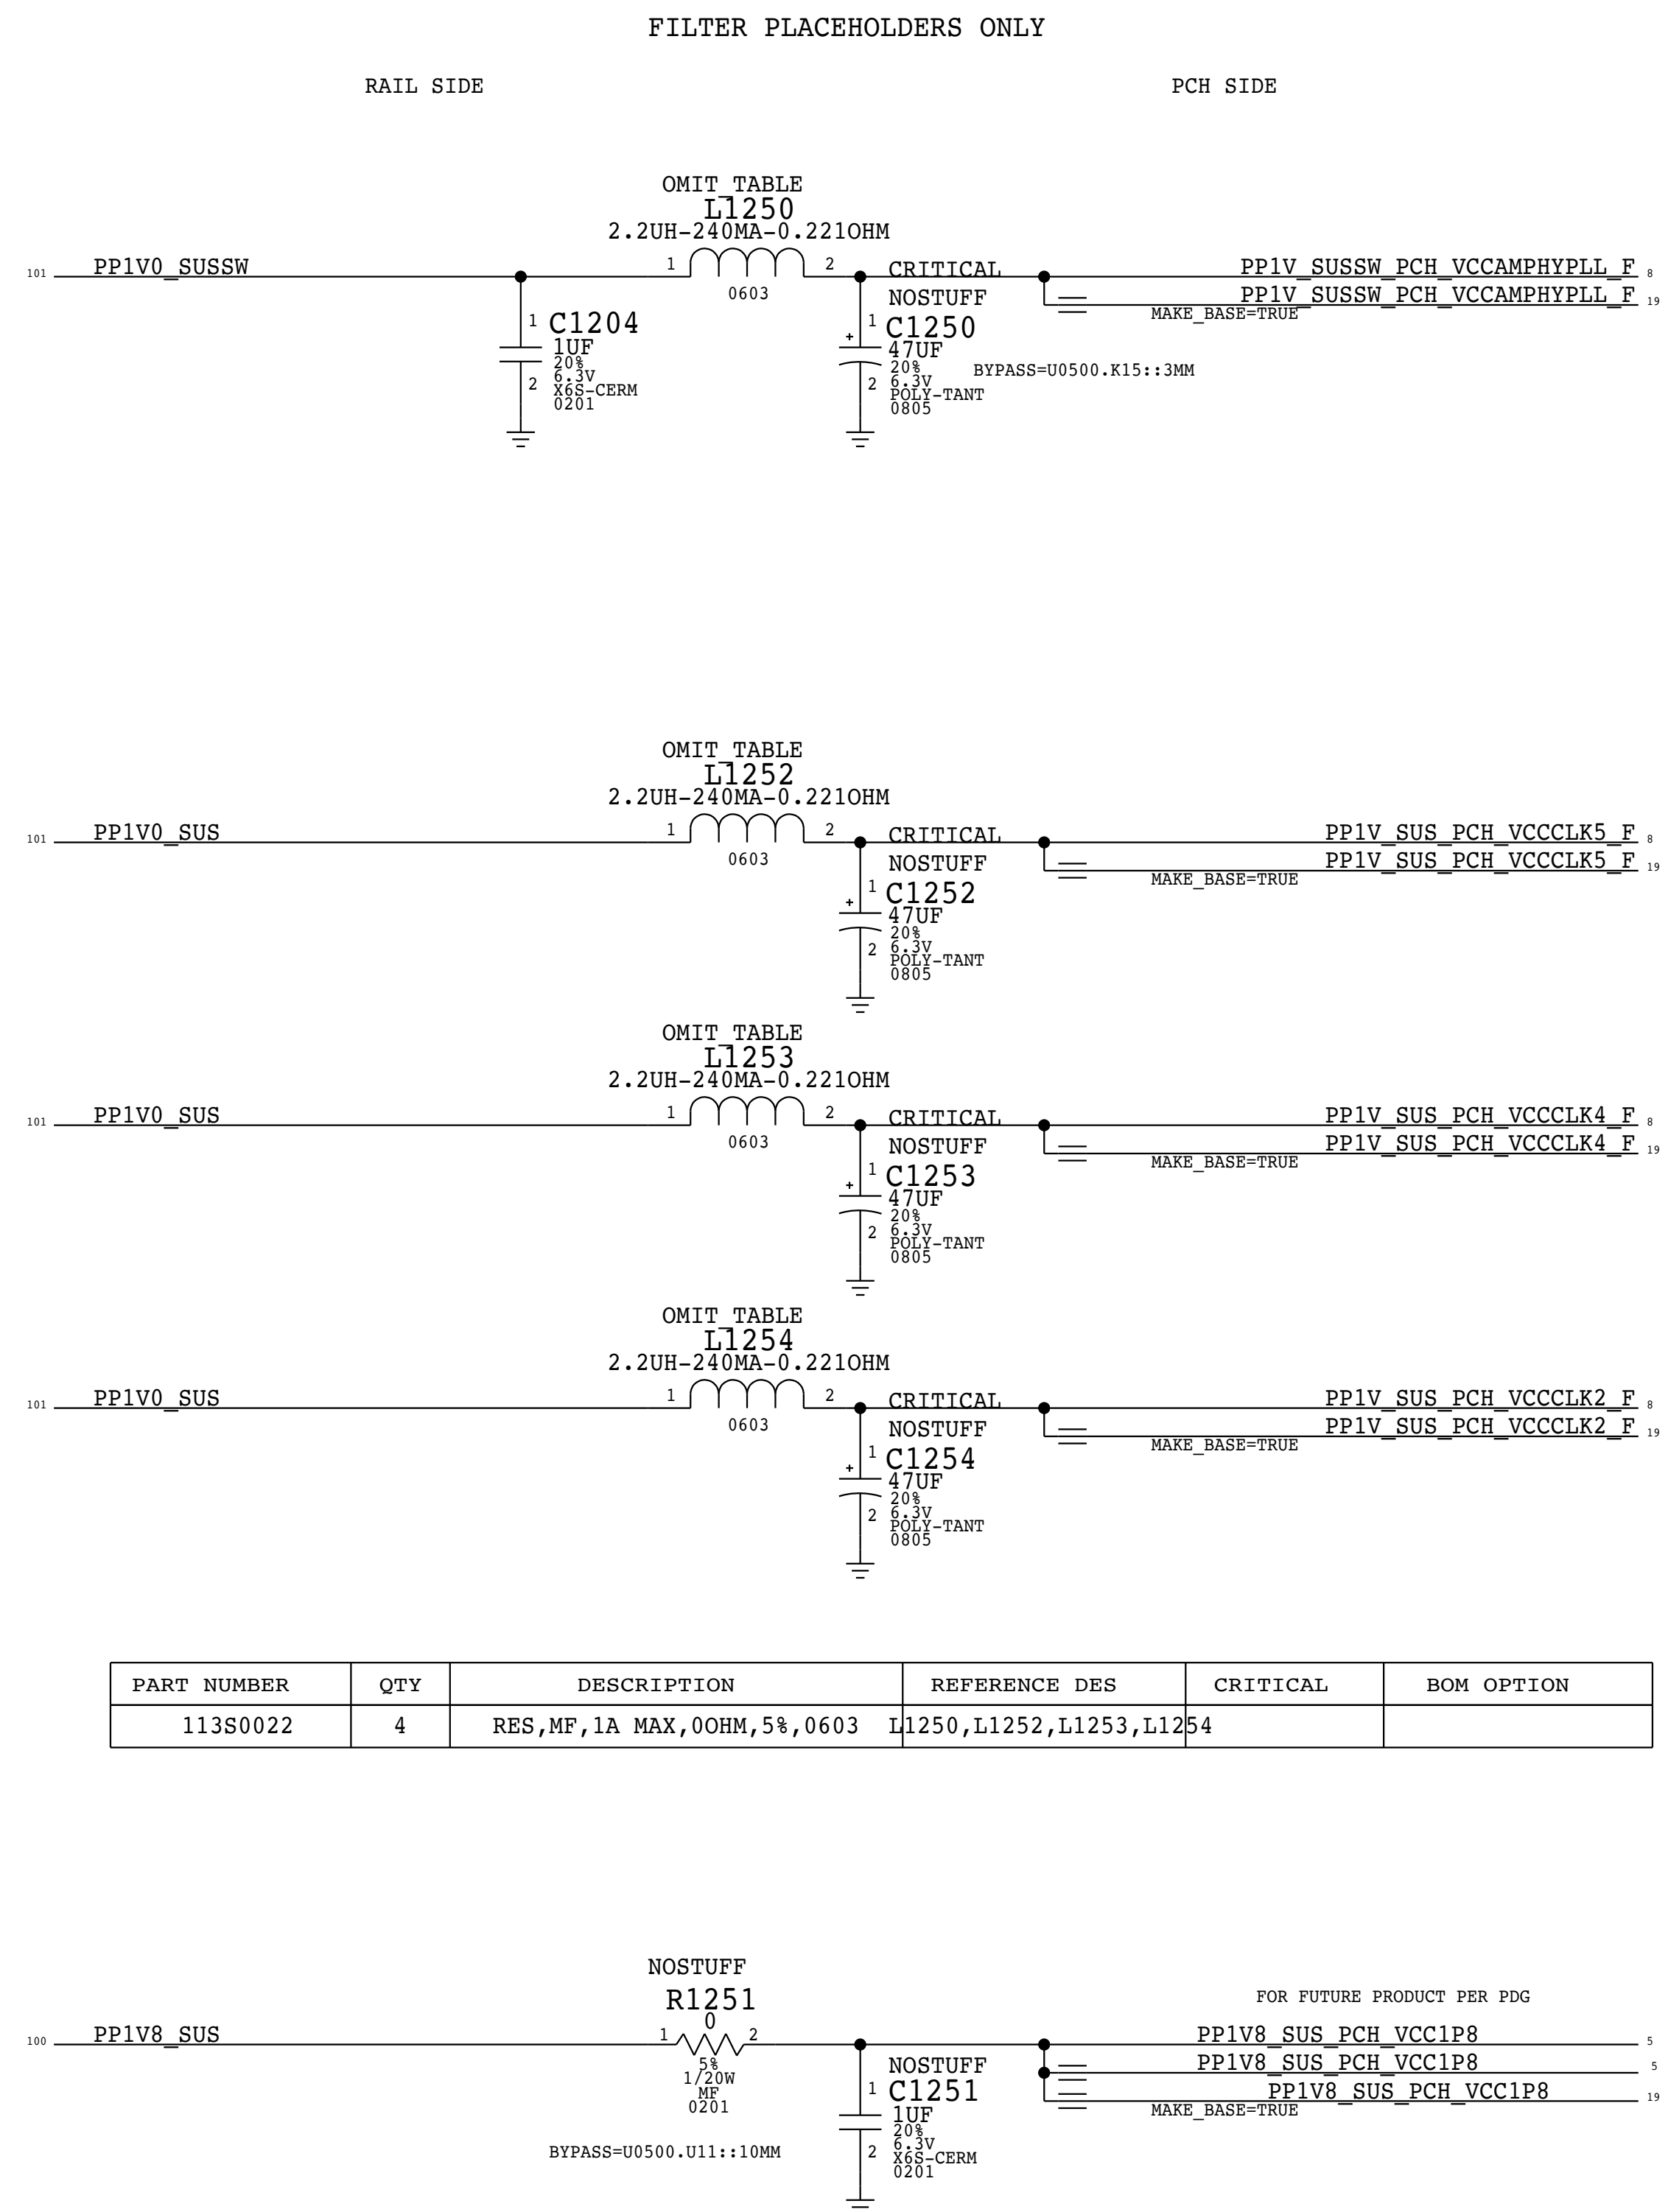 FILTER PLACEHOLDERS ONLY
RAIL SIDE
PCH SIDE
OMIT_TABLE
L1250
2.2UH-240MA-0.221OHM
101
PP1V0_SUSSW
1
2
0603
CRITICAL
NOSTUFF
PP1V_SUSSW_PCH_VCCAMPHYPLL_F
8
PP1V_SUSSW_PCH_VCCAMPHYPLL_F
19
MAKE_BASE=TRUE
1
C1204
1UF
20%
6.3V
X6S-CERM
0201
2
+
1
C1250
47UF
20%
6.3V
POLY-TANT
0805
2
BYPASS=U0500.K15::3MM
OMIT_TABLE
L1252
2.2UH-240MA-0.221OHM
101
PP1V0_SUS
1
2
0603
CRITICAL
NOSTUFF
PP1V_SUS_PCH_VCCCLK5_F
8
PP1V_SUS_PCH_VCCCLK5_F
19
MAKE_BASE=TRUE
+
1
C1252
47UF
20%
6.3V
POLY-TANT
0805
2
OMIT_TABLE
L1253
2.2UH-240MA-0.221OHM
101
PP1V0_SUS
1
2
0603
CRITICAL
NOSTUFF
PP1V_SUS_PCH_VCCCLK4_F
8
PP1V_SUS_PCH_VCCCLK4_F
19
MAKE_BASE=TRUE
+
1
C1253
47UF
20%
6.3V
POLY-TANT
0805
2
OMIT_TABLE
L1254
2.2UH-240MA-0.221OHM
101
PP1V0_SUS
1
2
0603
CRITICAL
NOSTUFF
PP1V_SUS_PCH_VCCCLK2_F
8
PP1V_SUS_PCH_VCCCLK2_F
19
MAKE_BASE=TRUE
+
1
C1254
47UF
20%
6.3V
POLY-TANT
0805
2
PART NUMBER QTY DESCRIPTION REFERENCE DES CRITICAL BOM OPTION
113S0022 4 RES,MF,1A MAX,0OHM,5%,0603 L1250,L1252,L1253,L1254
NOSTUFF
R1251
0
100
PP1V8_SUS
1
2
5%
1/20W
MF
0201
BYPASS=U0500.U11::10MM
NOSTUFF
1
C1251
1UF
20%
6.3V
X6S-CERM
0201
2
FOR FUTURE PRODUCT PER PDG
PP1V8_SUS_PCH_VCC1P8
5
PP1V8_SUS_PCH_VCC1P8
5
PP1V8_SUS_PCH_VCC1P8
19
MAKE_BASE=TRUE